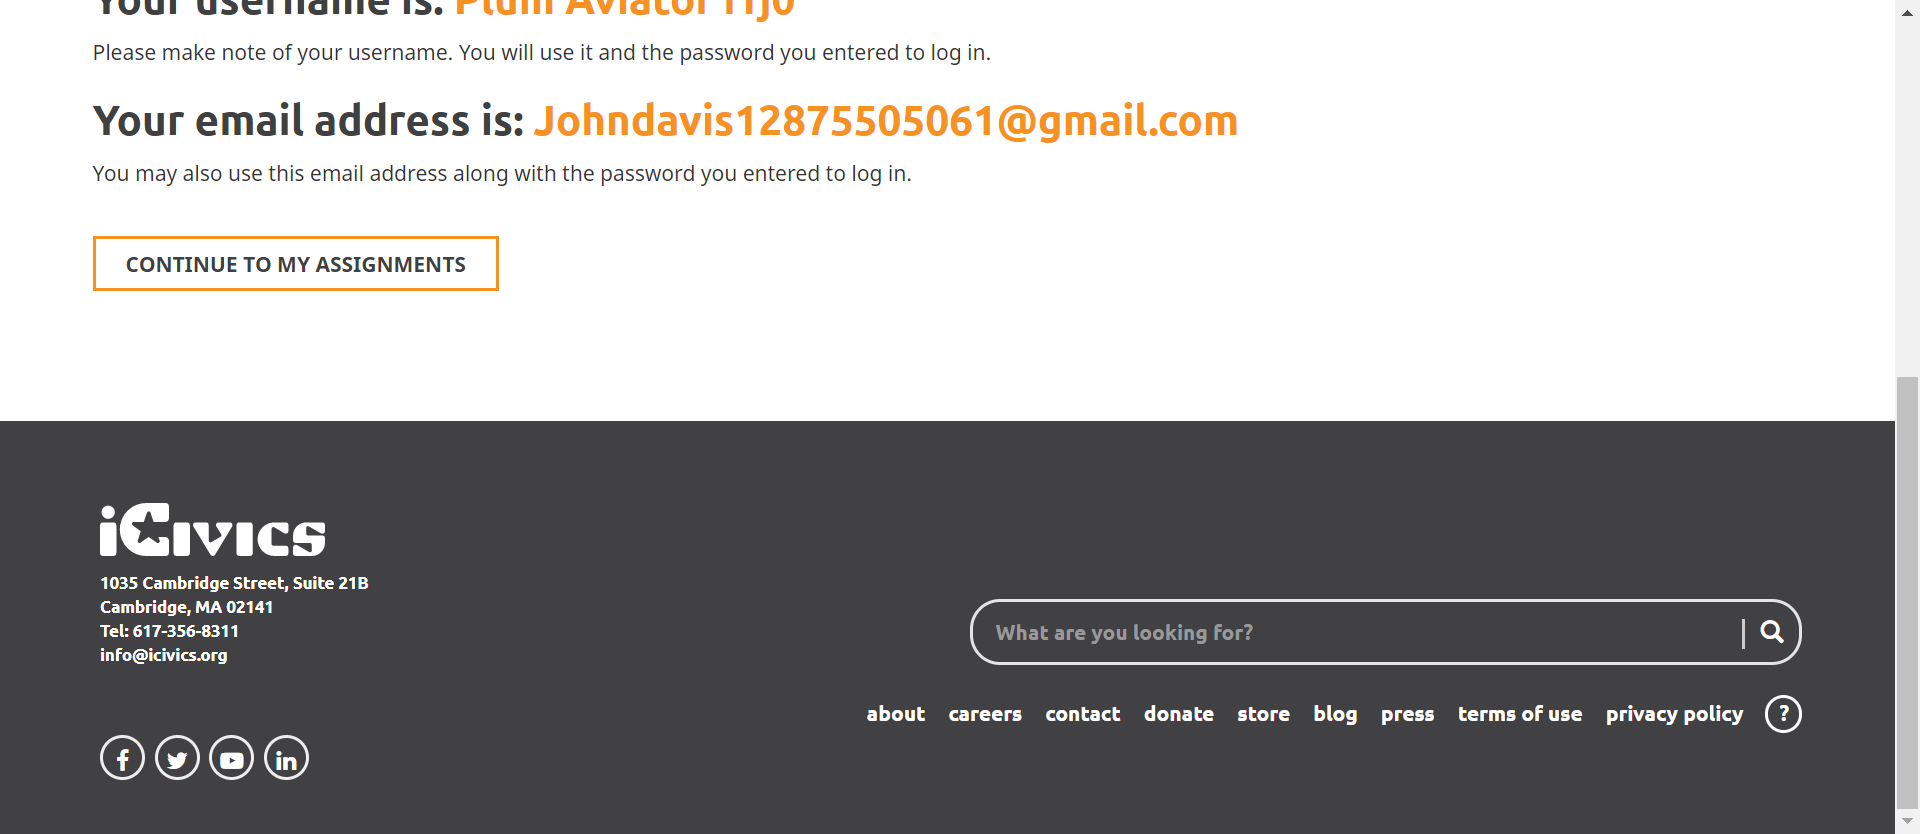 Your username is: Plum Aviator
Please make note of your username. You will use it and the password you entered to log in.
Your email address is: Johndavis12875505061@gmail.com
You may also use this email address along with the password you entered to log in.
CONTINUE TO MY ASSIGNMENTS
iCivics
1035 Cambridge Street, Suite 21B
Cambridge, MA 02141
Tel: 617-356-8311
info@icivics.org
What are you looking for?
about careers contact donate store blog press terms of use privacy policy ?